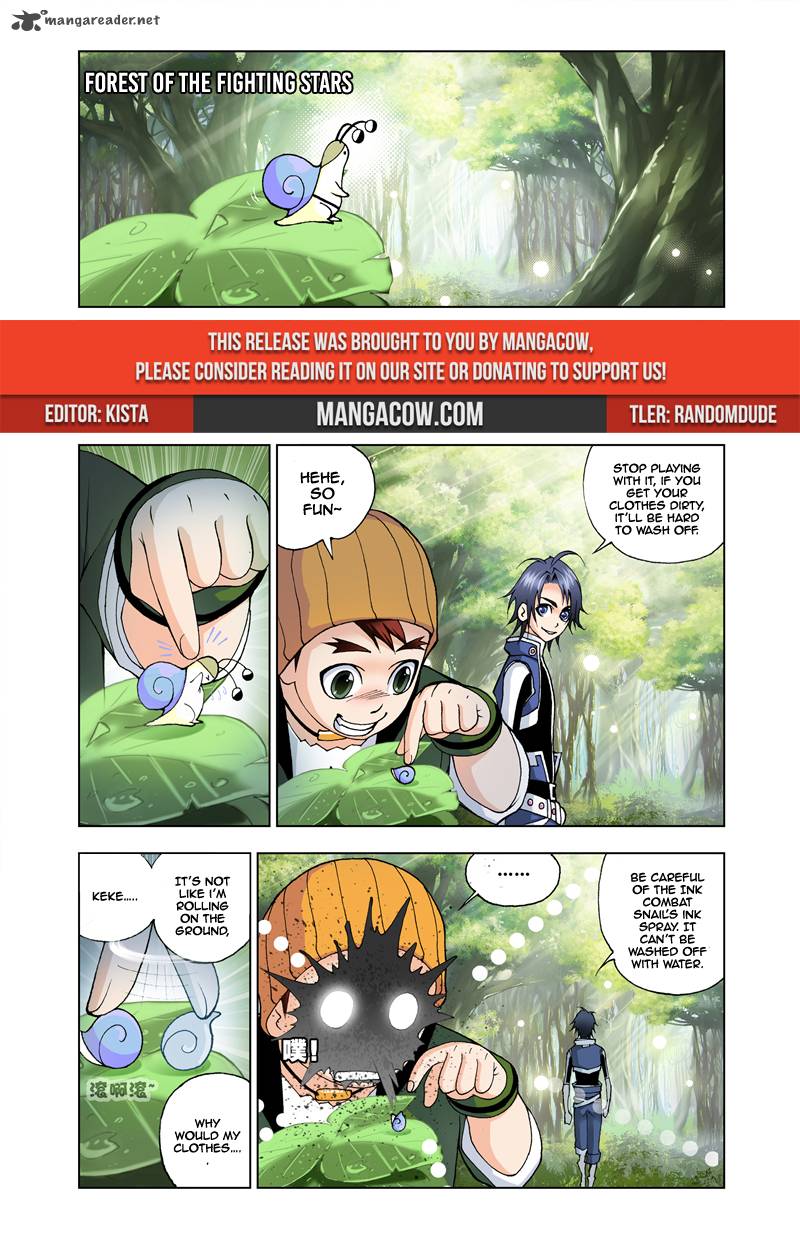 mangareader.net
FOREST OF THE FIGHTING STARS
THIS RELEASE WAS BROUGHT TO YOU BY MANGACOW,
PLEASE CONSIDER READING IT ON OUR SITE OR DONATING TO SUPPORT US!
EDITOR: KISTA
MANGACOW.COM
TLER: RANDOMDUDE
HEHE,
SO
FUN~
STOP PLAYING
WITH IT, IF YOU
GET YOUR
CLOTHES DIRTY,
IT'LL BE HARD
TO WASH OFF.
KEKE.....
IT'S NOT
LIKE I'M
ROLLING
ON THE
GROUND,
滾啊滾~
WHY
WOULD MY
CLOTHES....
.
......
噗!
BE CAREFUL
OF THE INK
COMBAT
SNAIL'S INK
SPRAY. IT
CAN'T BE
WASHED OFF
WITH WATER.